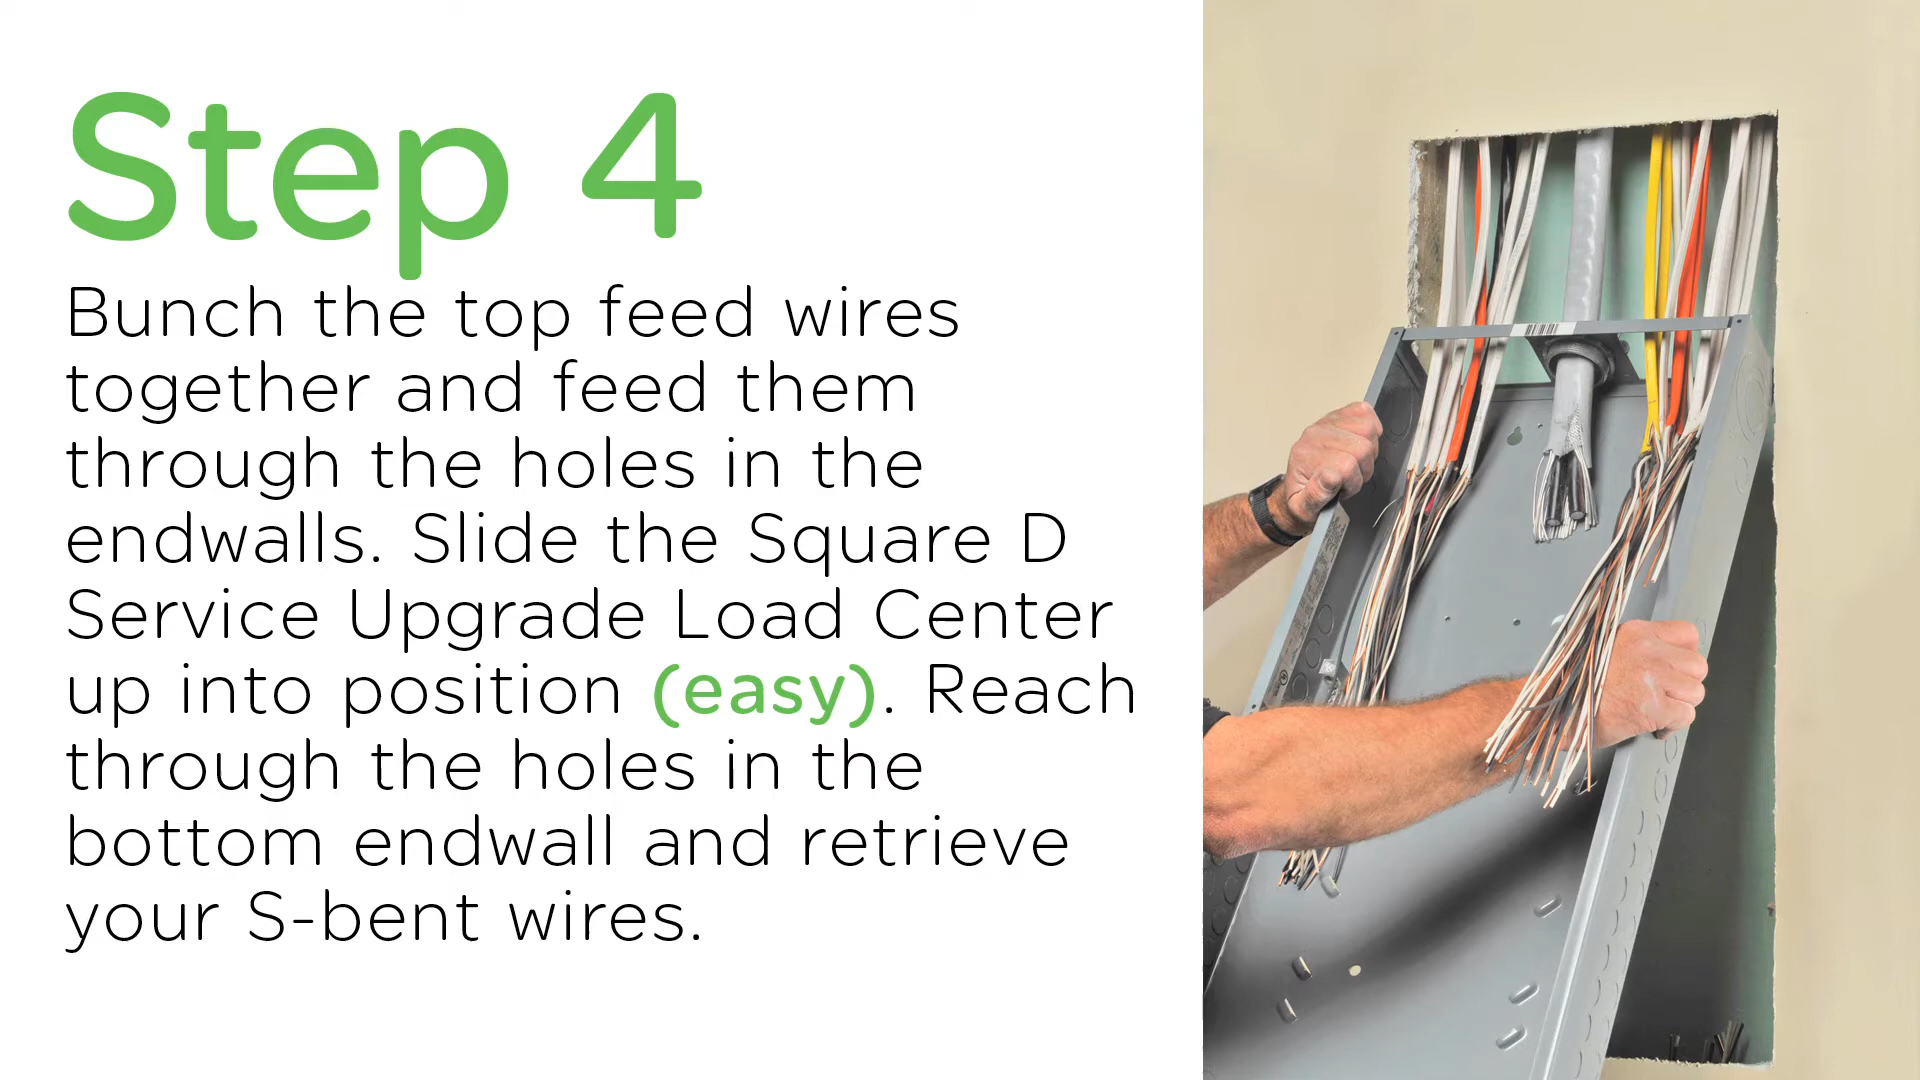 Step 4
Bunch the top feed wires
together and feed them
through the holes in the
endwalls. Slide the Square D
Service Upgrade Load Center
up into position (easy). Reach
through the holes in the
bottom endwall and retrieve
your S-bent wires.